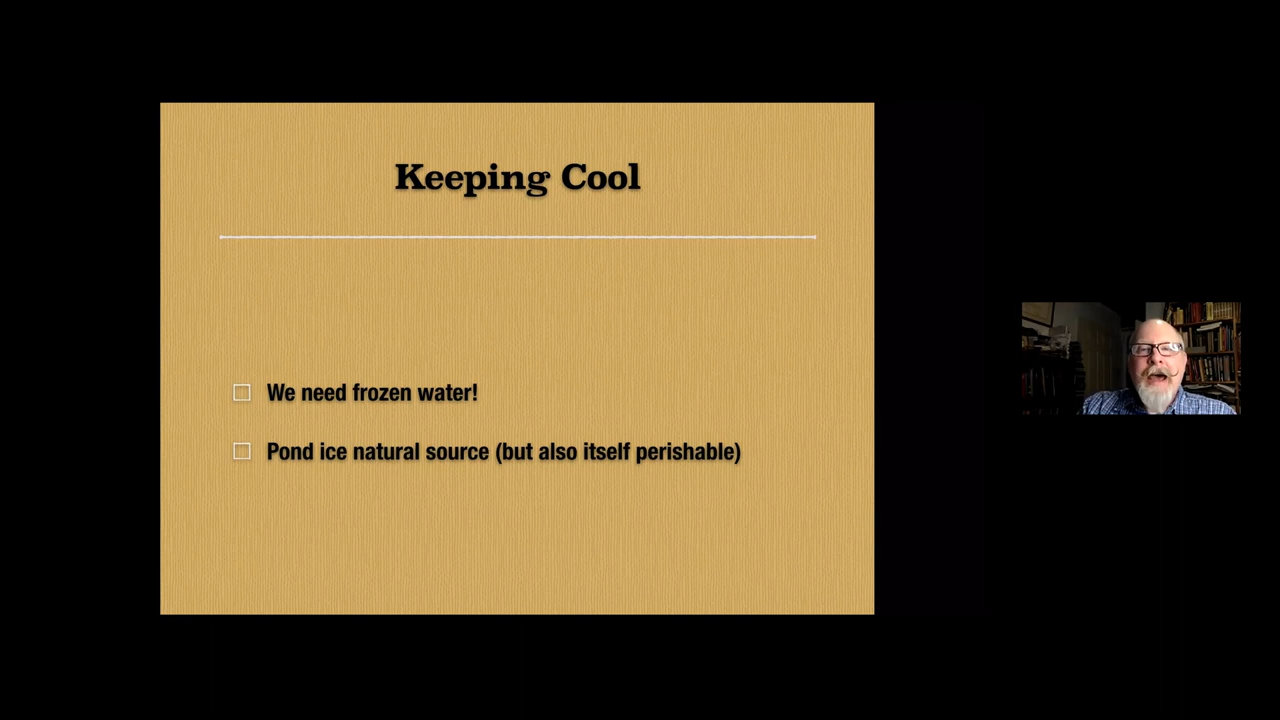 Keeping Cool
We need frozen water!
Pond ice natural source (but also itself perishable)